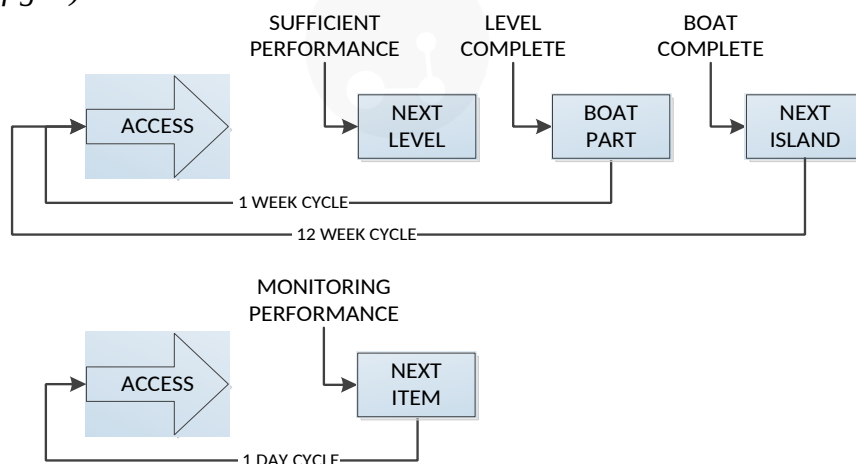 SUFFICIENT
PERFORMANCE
LEVEL
COMPLETE
BOAT
COMPLETE
ACCESS
NEXT
LEVEL
BOAT
PART
NEXT
ISLAND
1 WEEK CYCLE
12 WEEK CYCLE
MONITORING
PERFORMANCE
ACCESS
NEXT
ITEM
1 DAY CYCLE